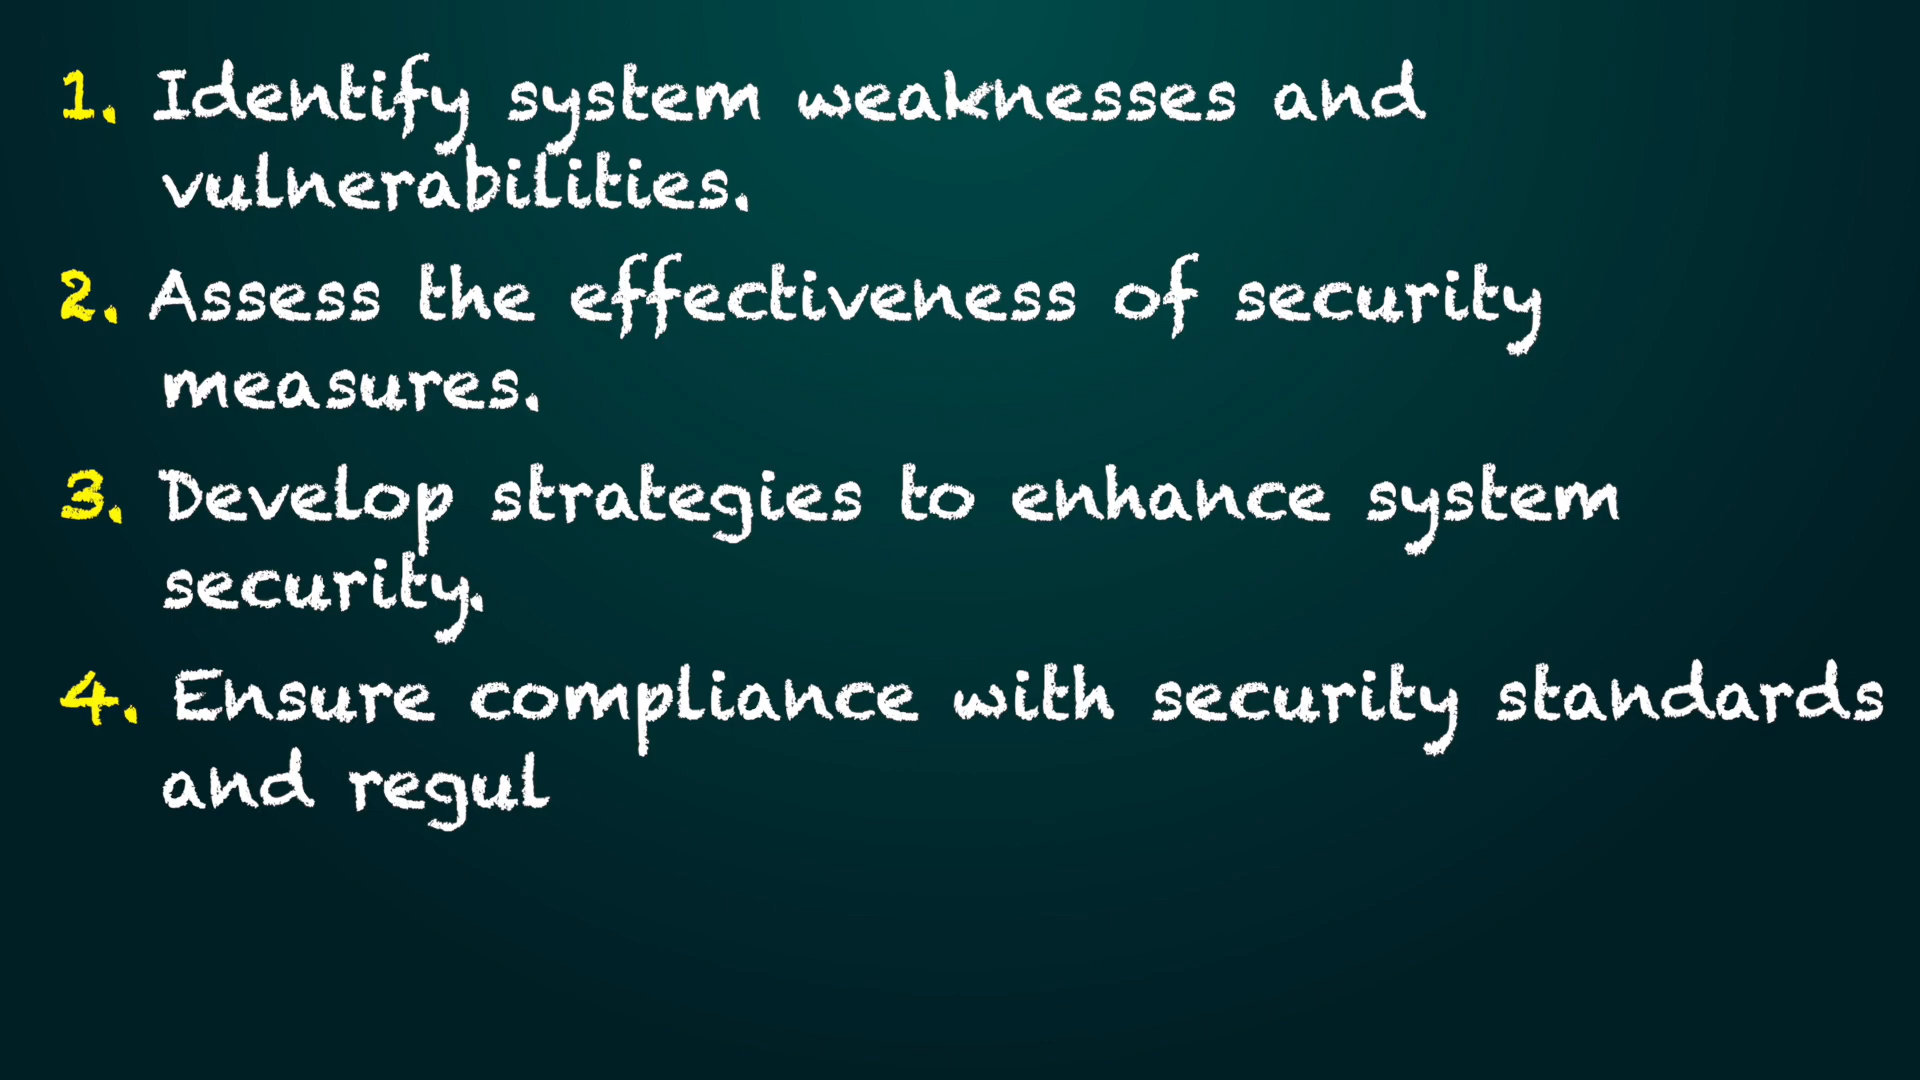 1. Identify system weaknesses and
vulnerabilities.
2. Assess the effectiveness of security
measures.
3. Develop strategies to enhance system
security.
4. Ensure compliance with security standards
and regul